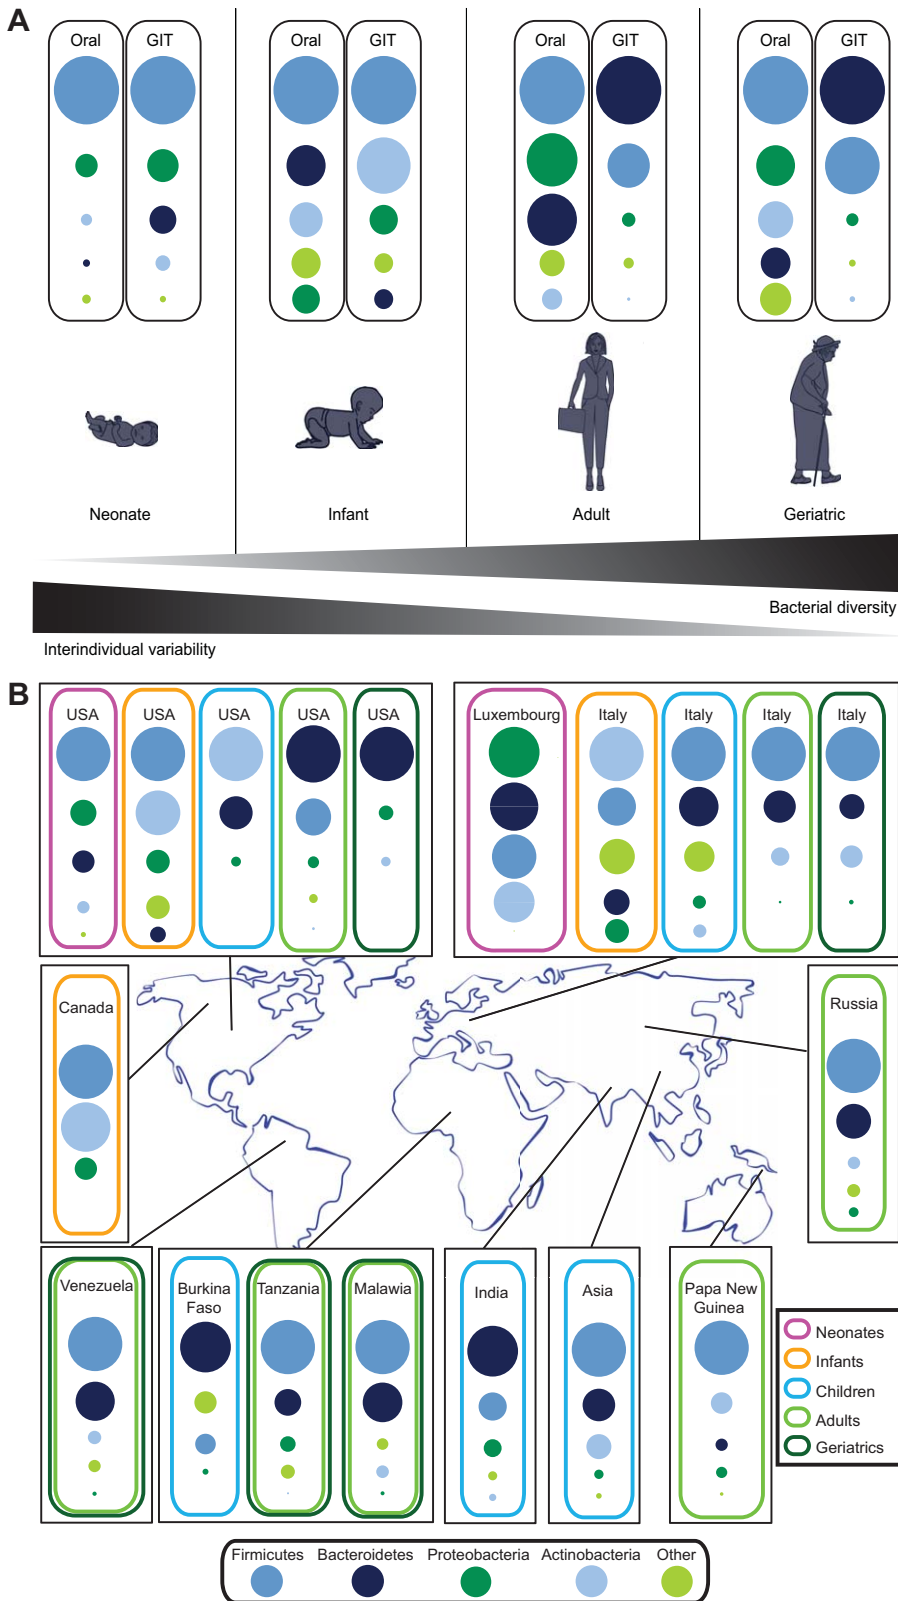 A
Oral GIT
Oral GIT
Oral GIT
Oral GIT
Neonate
Infant
Adult
Geriatric
Bacterial diversity
Interindividual variability
B
USA
USA
USA
USA
USA
Luxembourg
Italy
Italy
Italy
Italy
Canada
Russia
Venezuela
Burkina
Faso
Tanzania
Malawia
India
Asia
Papa New
Guinea
Neonates
Infants
Children
Adults
Geriatrics
Firmicutes
Bacteroidetes
Proteobacteria
Actinobacteria
Other